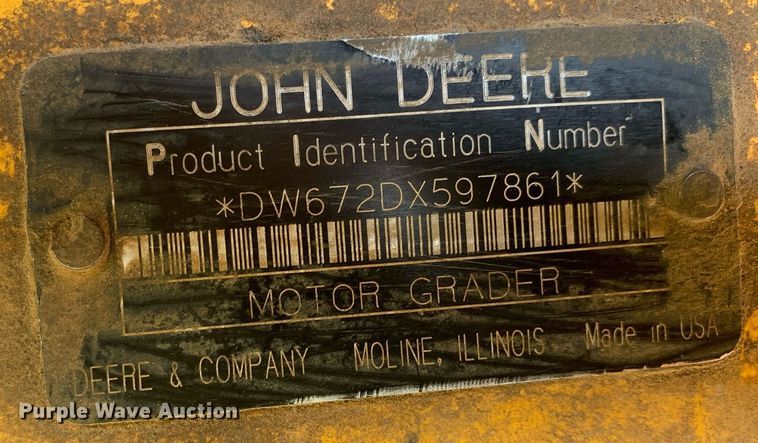 JOHN DEERE
Product Identification Number
*DW672DX597861*
MOTOR GRADER
DEERE & COMPANY MOLINE, ILLINOIS Made in USA
Purple Wave Auction